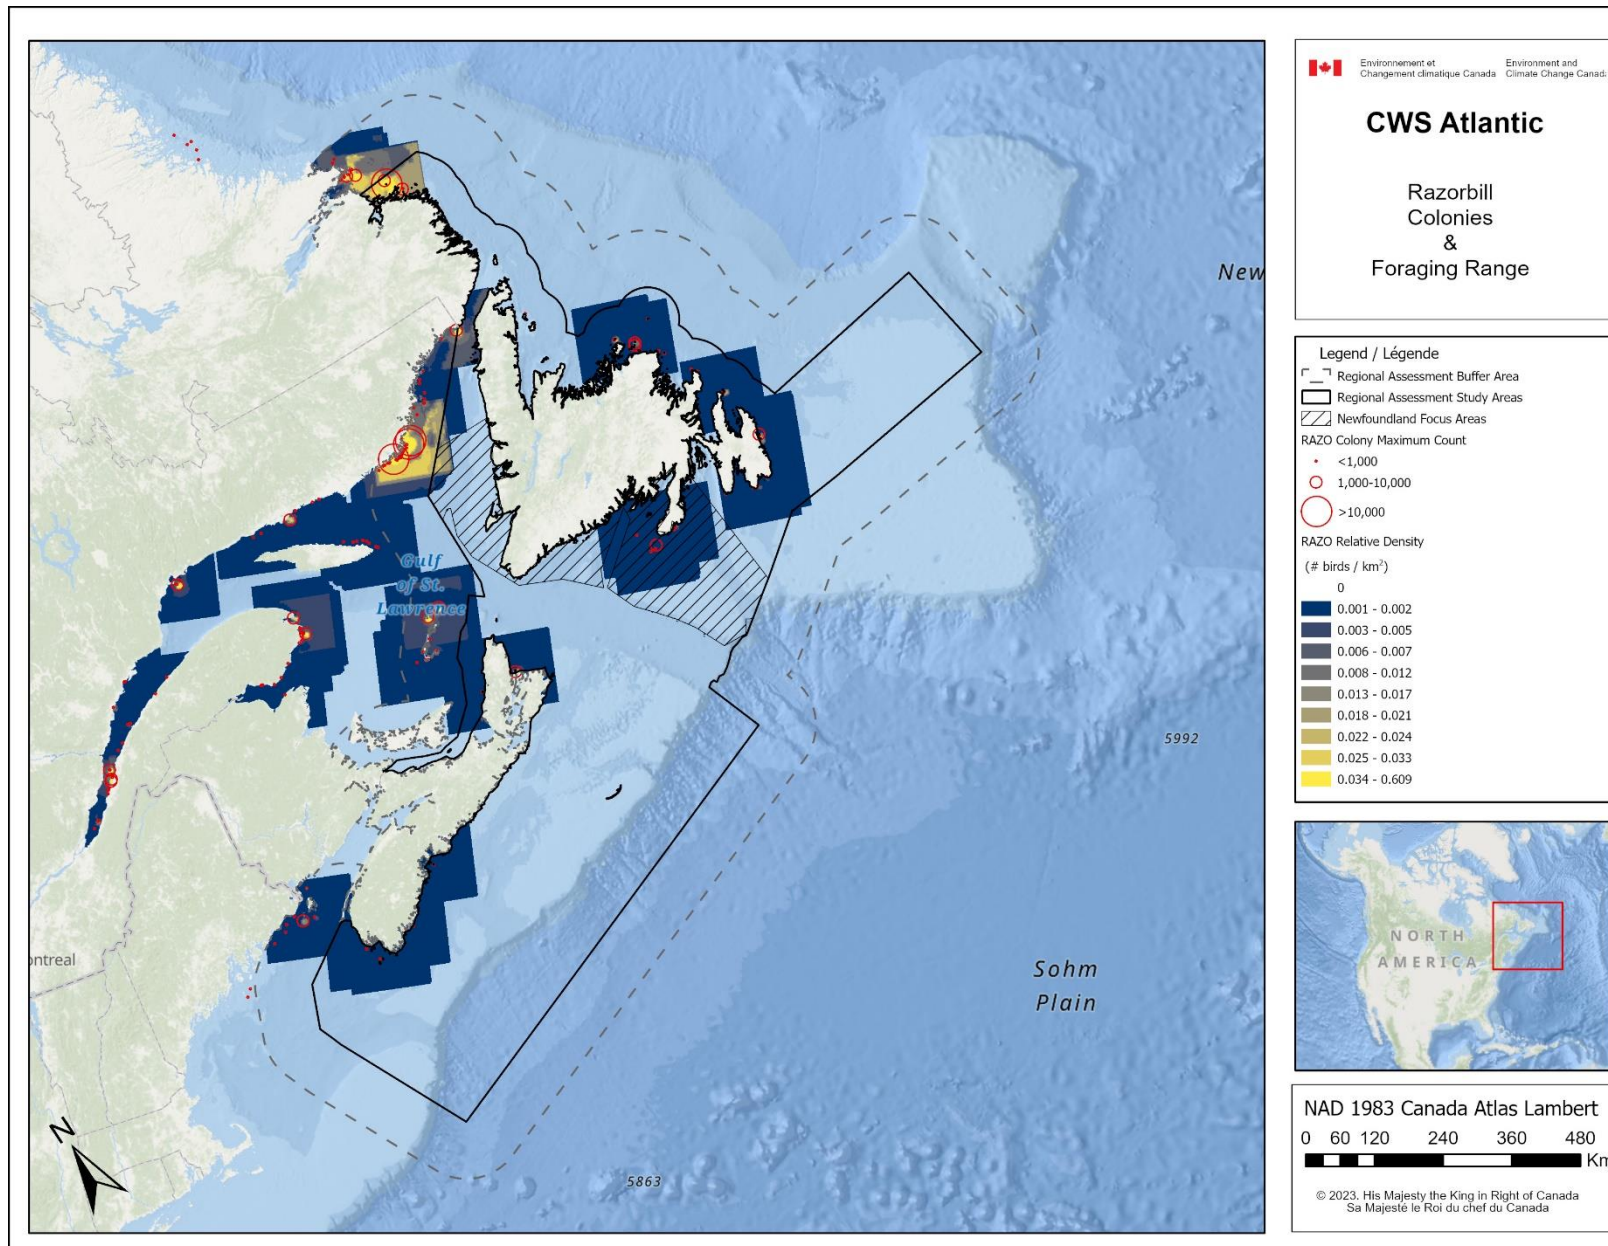 New
Gulf
of St.
Lawrence
5992
ontreal
Sohm
Plain
5863
N
Environnement et
Changement climatique Canada
Environment and
Climate Change Canada
CWS Atlantic
Razorbill
Colonies
&
Foraging Range
Legend / Légende
Regional Assessment Buffer Area
Regional Assessment Study Areas
Newfoundland Focus Areas
RAZO Colony Maximum Count
<1,000
1,000-10,000
>10,000
RAZO Relative Density
(# birds / km²)
0
0.001 - 0.002
0.003 - 0.005
0.006 - 0.007
0.008 - 0.012
0.013 - 0.017
0.018 - 0.021
0.022 - 0.024
0.025 - 0.033
0.034 - 0.609
NORTH
AMERICA
NAD 1983 Canada Atlas Lambert
0 60 120 240 360 480
Km
© 2023. His Majesty the King in Right of Canada
Sa Majesté le Roi du chef du Canada